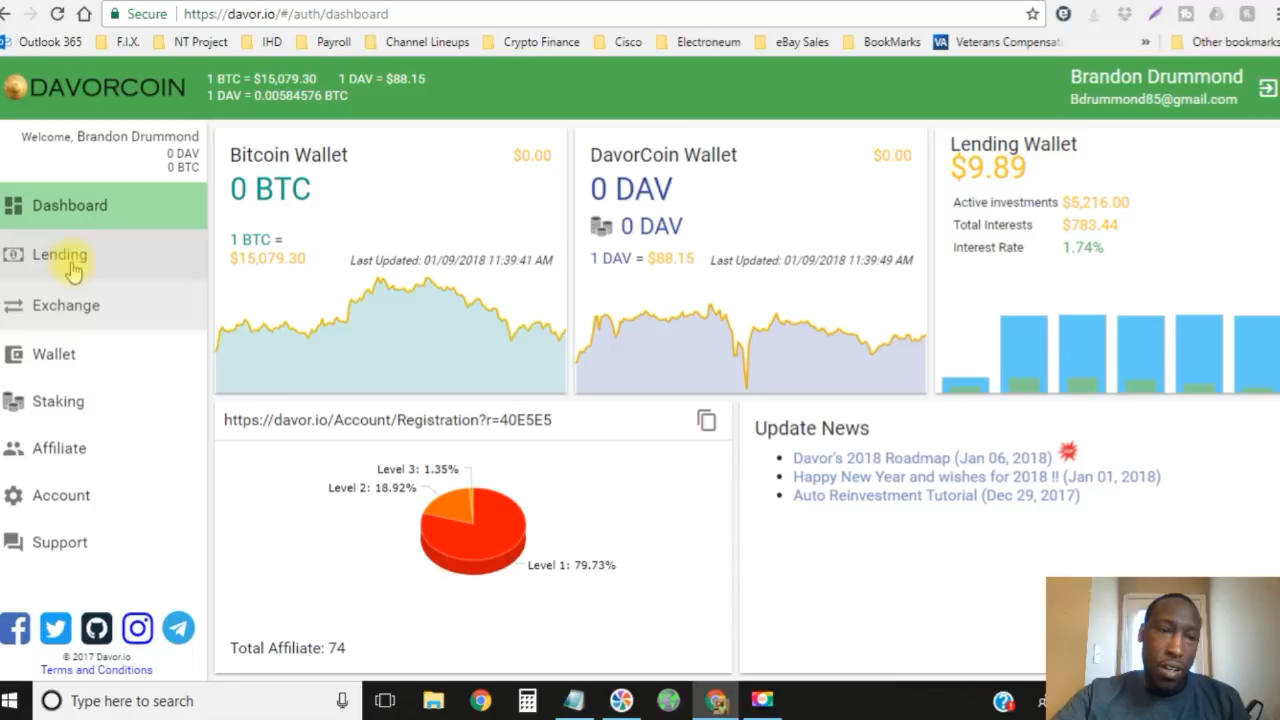 Secure
https://davor.io/#/auth/dashboard
Outlook 365
F.I.X.
NT Project
IHD
Payroll
Channel Lineups
Crypto Finance
Cisco
Electroneum
eBay Sales
BookMarks
VA
Veterans Compensati
»
Other bookmarks
DAVORCOIN
1 BTC = $15,079.30 1 DAV = $88.15
1 DAV = 0.00584576 BTC
Brandon Drummond
Bdrummond85@gmail.com
Welcome, Brandon Drummond
0 DAV
0 BTC
Dashboard
Lending
Exchange
Wallet
Staking
Affiliate
Account
Support
© 2017 Davor.io
Terms and Conditions
Bitcoin Wallet $0.00
0 BTC
1 BTC =
$15,079.30
Last Updated: 01/09/2018 11:39:41 AM
DavorCoin Wallet $0.00
0 DAV
0 DAV
1 DAV = $88.15 Last Updated: 01/09/2018 11:39:49 AM
Lending Wallet
$9.89
Active investments $5,216.00
Total Interests $783.44
Interest Rate 1.74%
https://davor.io/Account/Registration?r=40E5E5
Level 3: 1.35%
Level 2: 18.92%
Level 1: 79.73%
Total Affiliate: 74
Update News
Davor's 2018 Roadmap (Jan 06, 2018)
Happy New Year and wishes for 2018 !! (Jan 01, 2018)
Auto Reinvestment Tutorial (Dec 29, 2017)
Type here to search